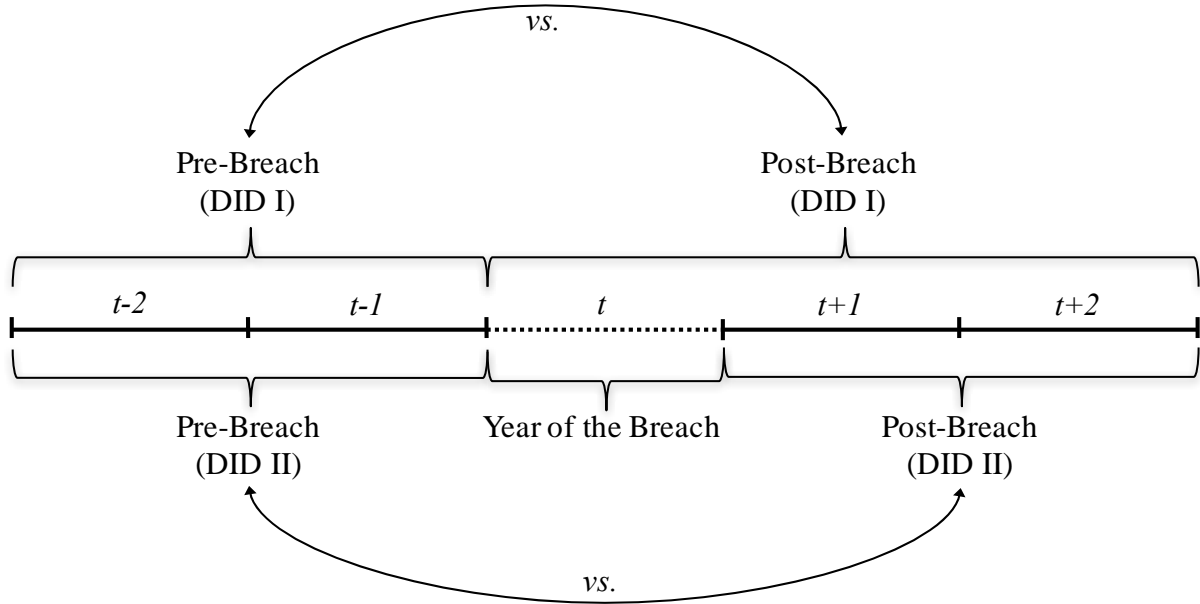 vs.
Pre-Breach
(DID I)
Post-Breach
(DID I)
t-2 t-1 t t+1 t+2
Pre-Breach
(DID II)
Year of the Breach
Post-Breach
(DID II)
vs.